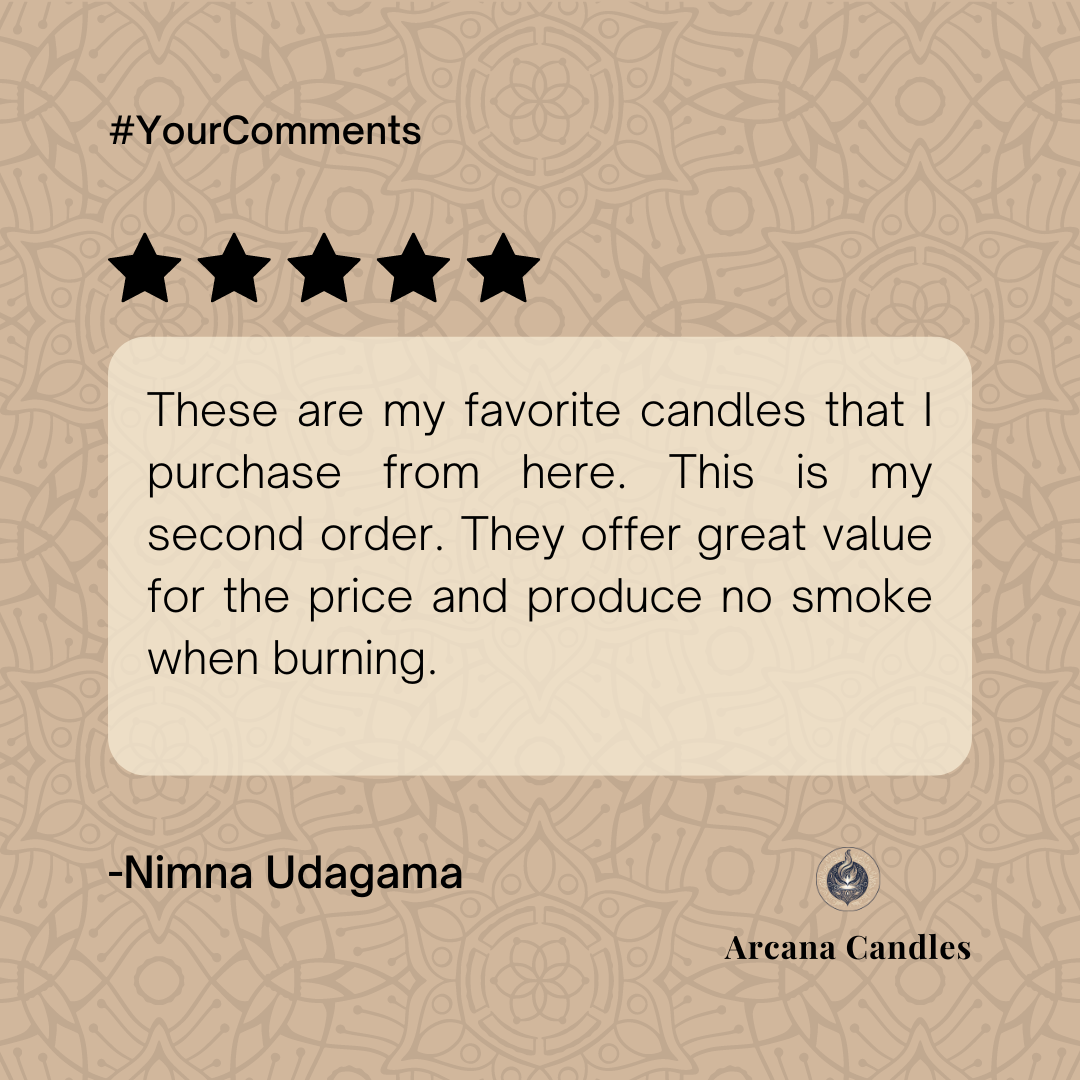 #YourComments
These are my favorite candles that I
purchase from here. This is my
second order. They offer great value
for the price and produce no smoke
when burning.
-Nimna Udagama
Arcana Candles